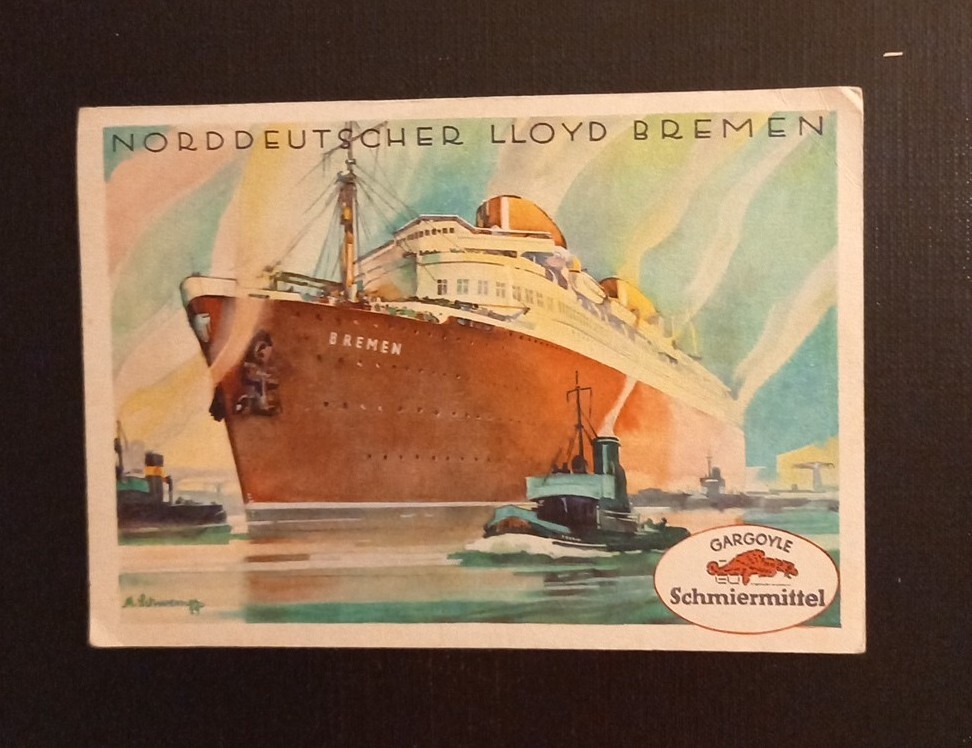 NORDDEUTSCHER LLOYD BREMEN
BREMEN
GARGOYLE
Schmiermittel